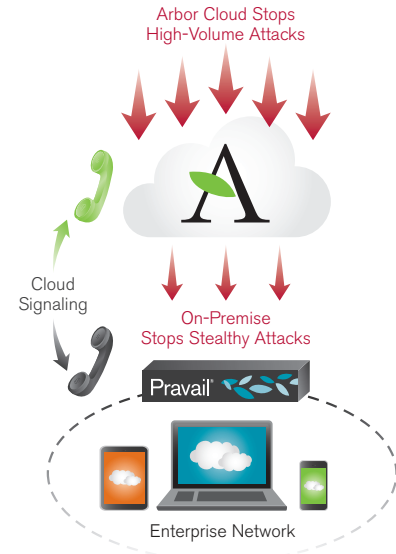 Arbor Cloud Stops
High-Volume Attacks
A
Cloud
Signaling
On-Premise
Stops Stealthy Attacks
Pravail®
Enterprise Network